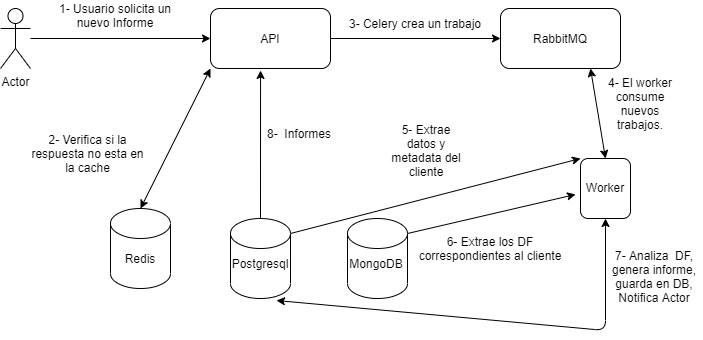 1- Usuario solicita un
nuevo Informe
Actor
API
3- Celery crea un trabajo
RabbitMQ
4- El worker
consume
nuevos
trabajos.
2- Verifica si la
respuesta no esta en
la cache
8-  Informes
5- Extrae
datos y
metadata del
cliente
Worker
Redis
Postgresql
MongoDB
6- Extrae los DF
correspondientes al cliente
7- Analiza  DF,
genera informe,
guarda en DB,
Notifica Actor